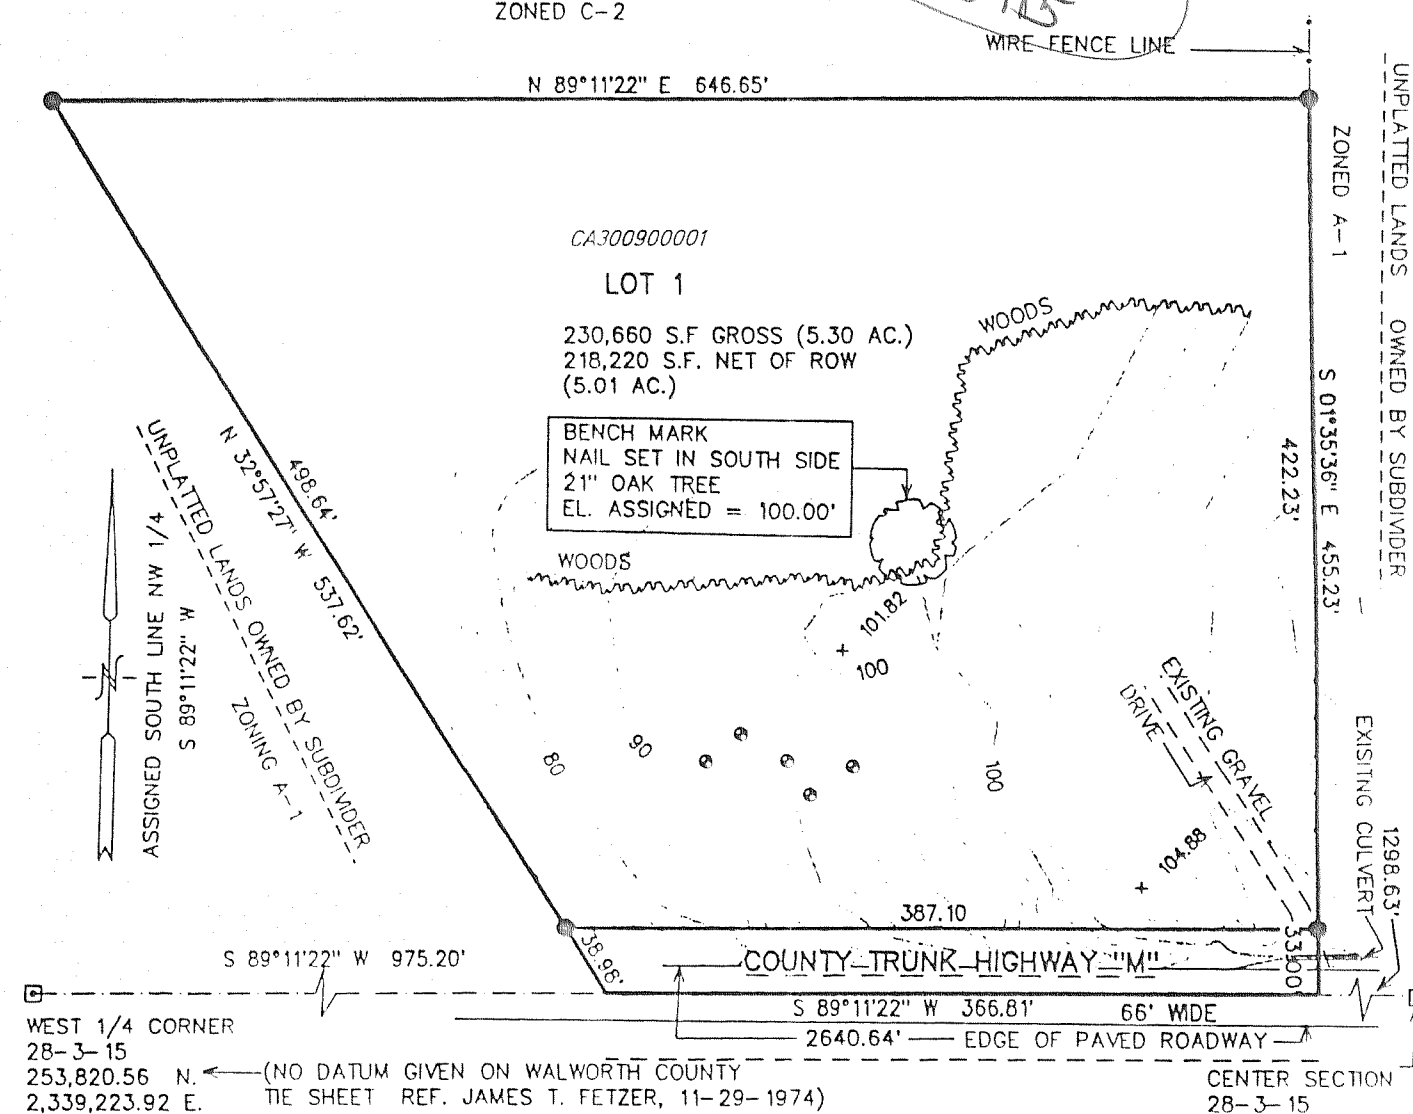 ZONED C-2
WIRE FENCE LINE
N 89°11'22" E 646.65'
UNPLATTED LANDS OWNED BY SUBDIVIDER
ZONED A-1
CA300900001
LOT 1
230,660 S.F GROSS (5.30 AC.)
218,220 S.F. NET OF ROW
(5.01 AC.)
WOODS
BENCH MARK
NAIL SET IN SOUTH SIDE
21" OAK TREE
EL. ASSIGNED = 100.00'
WOODS
S 01°35'36" E 455.23'
422.23'
498.64'
N 32°57'27" W 537.62'
UNPLATTED LANDS OWNED BY SUBDIVIDER
ZONING A-1
ASSIGNED SOUTH LINE NW 1/4
S 89°11'22" W
N
101.82
100
80
90
100
EXISTING GRAVEL
DRIVE
104.88
EXISITNG CULVERT
1298.63'
387.10
38.98'
33.00
COUNTY TRUNK HIGHWAY "M"
S 89°11'22" W 975.20'
S 89°11'22" W 366.81' 66' WIDE
2640.64' EDGE OF PAVED ROADWAY
WEST 1/4 CORNER
28-3-15
253,820.56 N.
2,339,223.92 E.
(NO DATUM GIVEN ON WALWORTH COUNTY
TIE SHEET REF. JAMES T. FETZER, 11-29-1974)
CENTER SECTION
28-3-15